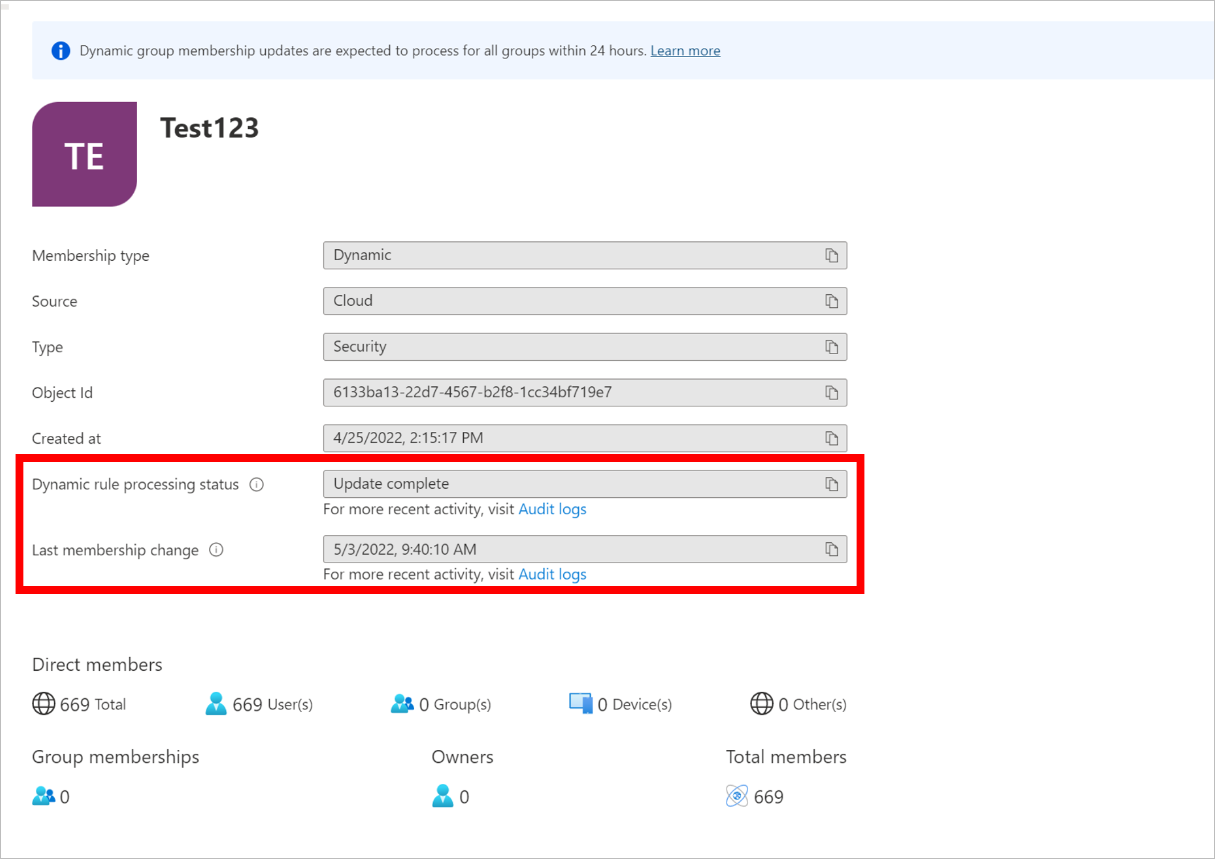 Dynamic group membership updates are expected to process for all groups within 24 hours. Learn more
TE
Test123
Membership type
Dynamic
Source
Cloud
Type
Security
Object Id
6133ba13-22d7-4567-b2f8-1cc34bf719e7
Created at
4/25/2022, 2:15:17 PM
Dynamic rule processing status
Update complete
For more recent activity, visit Audit logs
Last membership change
5/3/2022, 9:40:10 AM
For more recent activity, visit Audit logs
Direct members
669 Total 669 User(s) 0 Group(s) 0 Device(s) 0 Other(s)
Group memberships Owners Total members
0 0 669